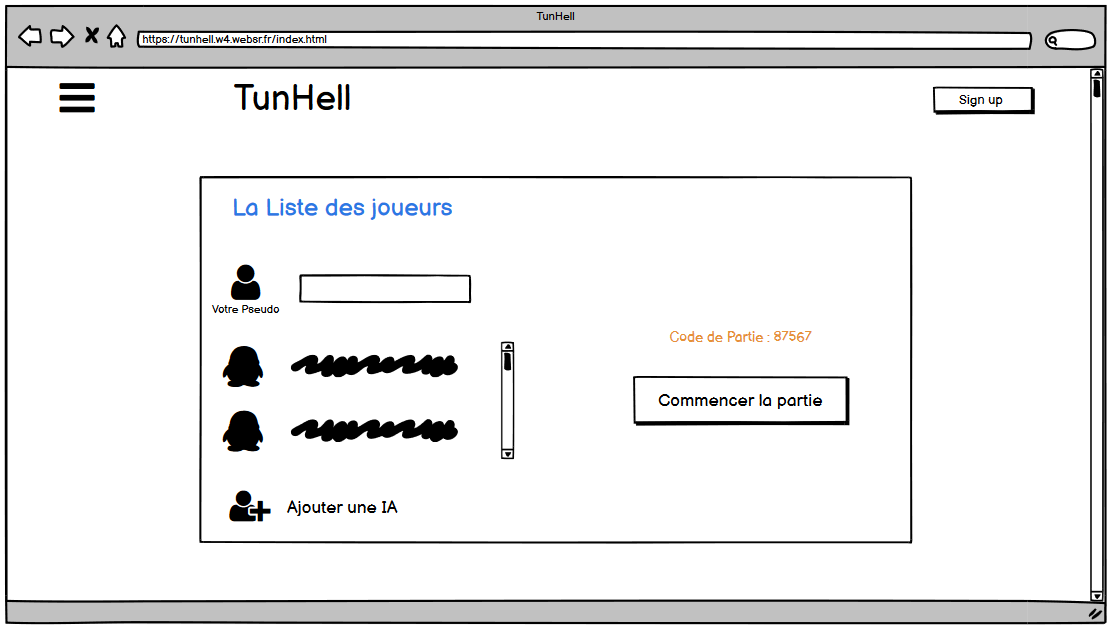 TunHell
https://tunhell.w4.websr.fr/index.html
TunHell
Sign up
La Liste des joueurs
Votre Pseudo
Code de Partie : 87567
Commencer la partie
Ajouter une IA